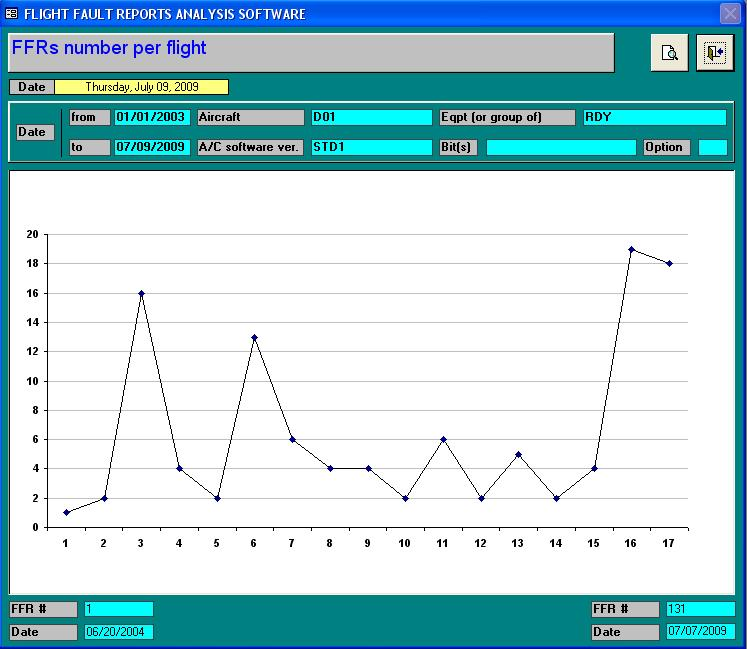 FLIGHT FAULT REPORTS ANALYSIS SOFTWARE
FFRs number per flight
Date Thursday, July 09, 2009
from 01/01/2003 Aircraft D01 Eqpt (or group of) RDY
Date
to 07/09/2009 A/C software ver. STD1 Bit(s) Option
20
18
16
14
12
10
8
6
4
2
0
1 2 3 4 5 6 7 8 9 10 11 12 13 14 15 16 17
FFR # 1 FFR # 131
Date 06/20/2004 Date 07/07/2009